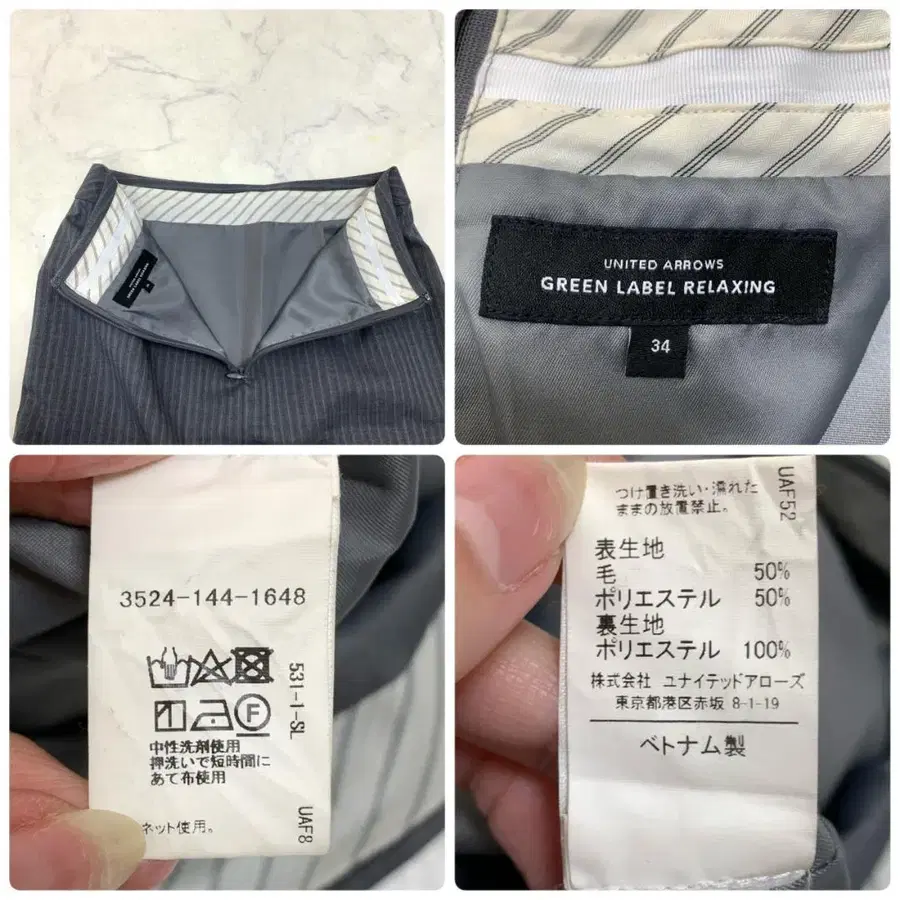 UNITED ARROWS
GREEN LABEL RELAXING
34
3524-144-1648
531-1-SL
F
中性洗剤使用
押洗いで短時間に
あて布使用
ネット使用。
UAF8
つけ置き洗い・濡れた
ままの放置禁止。
UAF52
表生地
毛 50%
ポリエステル 50%
裏生地
ポリエステル 100%
株式会社 ユナイテッドアローズ
東京都港区赤坂 8-1-19
ベトナム製